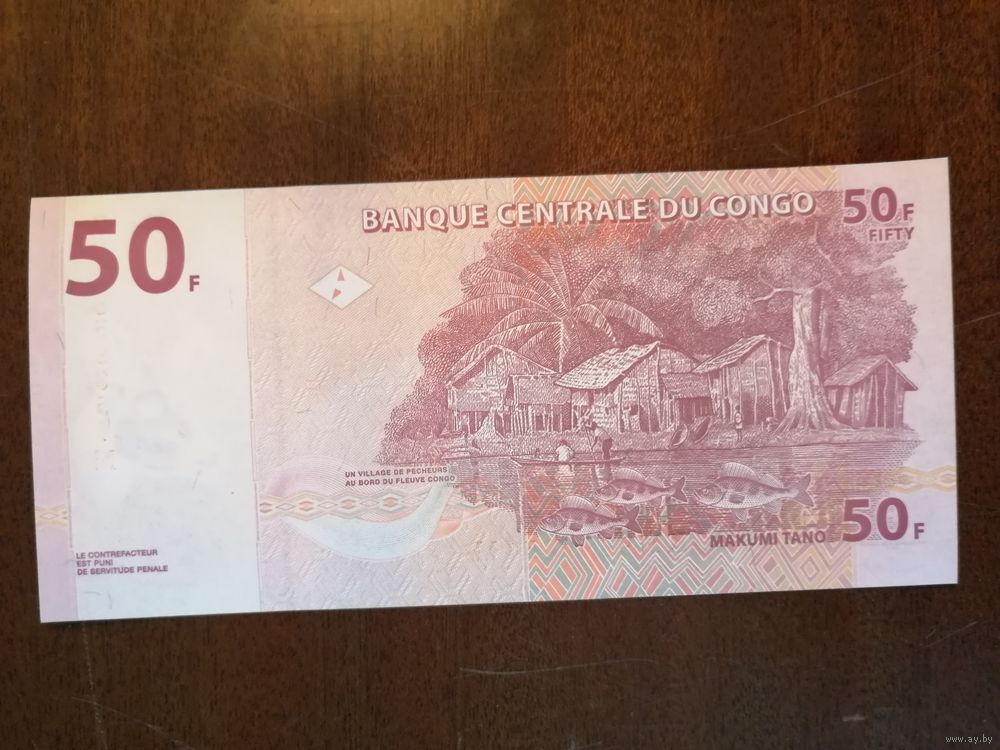 50 F
BANQUE CENTRALE DU CONGO
50 F
FIFTY
UN VILLAGE DE PECHEURS
AU BORD DU FLEUVE CONGO
LE CONTREFACTEUR
EST PUNI
DE SERVITUDE PENALE
MAKUMI TANO
50 F
www.ay.by